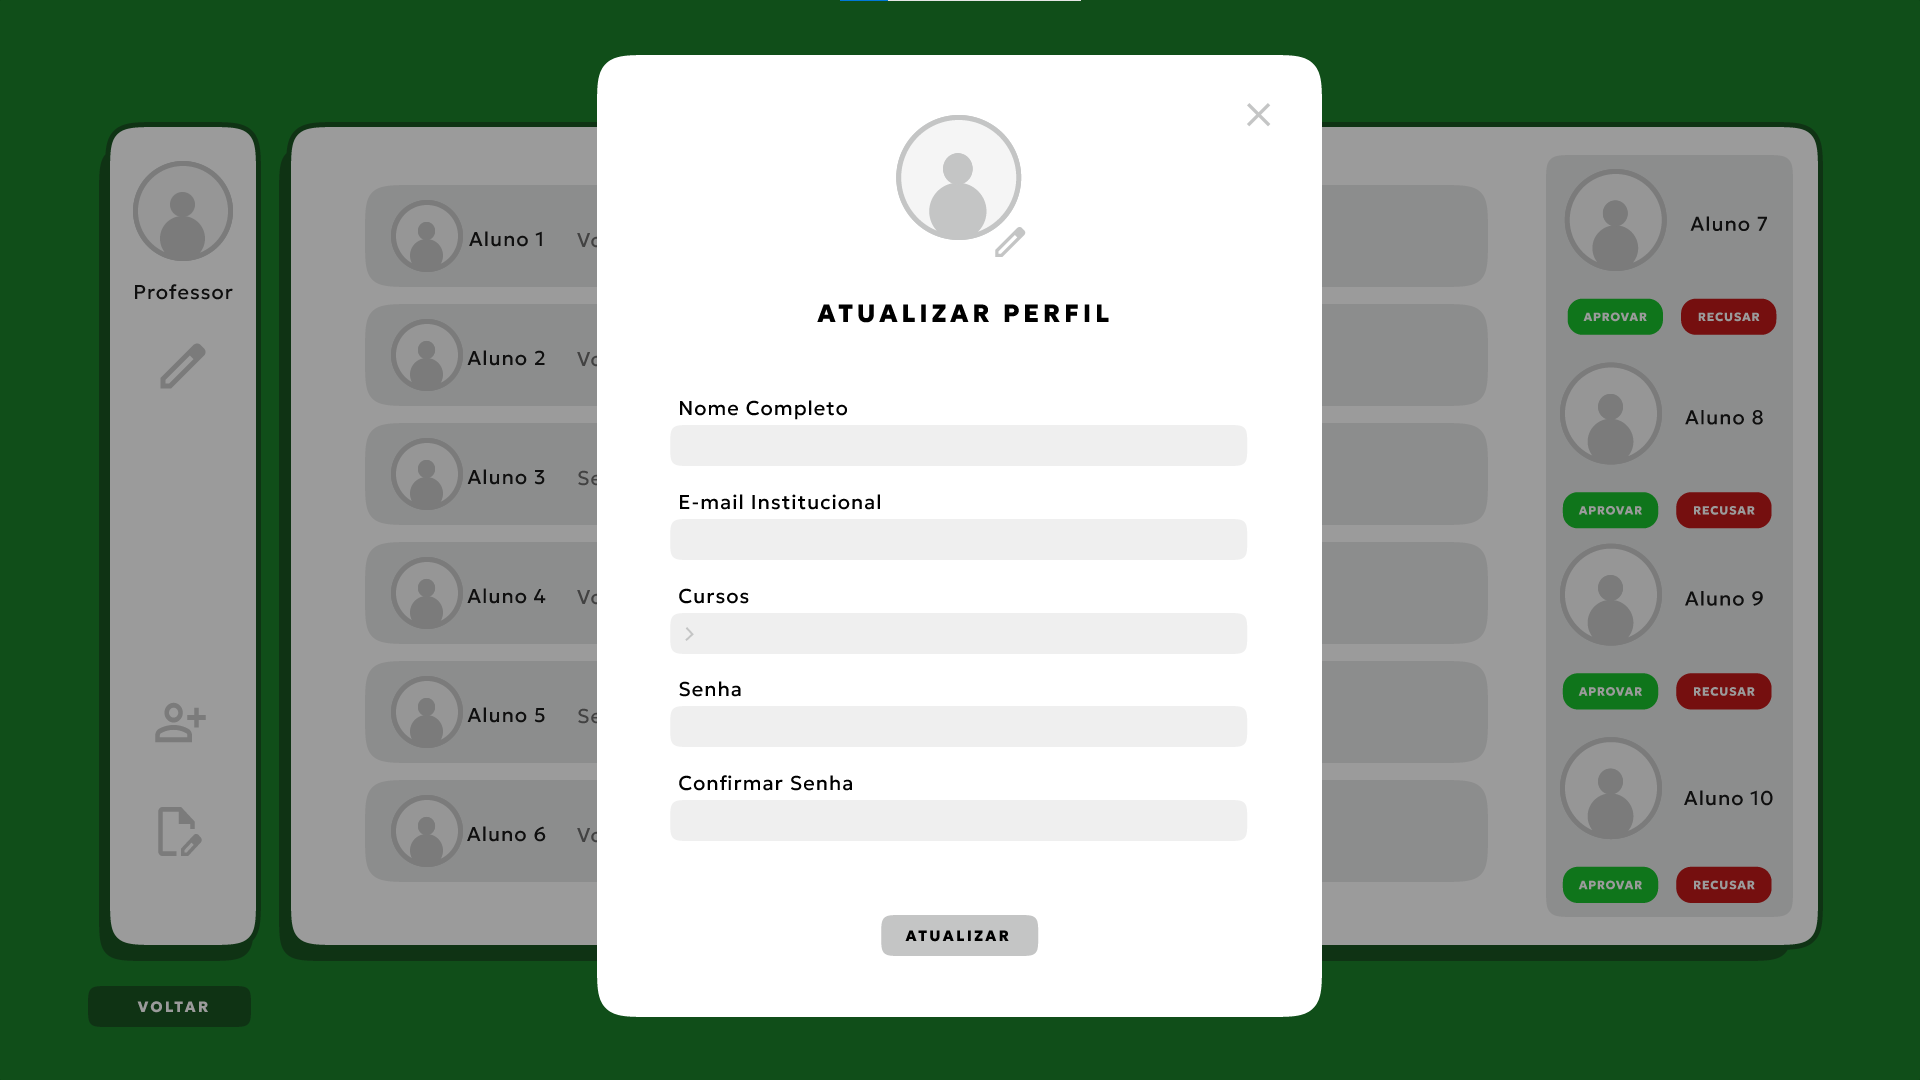 Professor
Aluno 1 Vo
Aluno 2 Vo
Aluno 3 Se
Aluno 4 Vo
Aluno 5 Se
Aluno 6 Vo
VOLTAR
ATUALIZAR PERFIL
Nome Completo
E-mail Institucional
Cursos
Senha
Confirmar Senha
ATUALIZAR
Aluno 7
APROVAR RECUSAR
Aluno 8
APROVAR RECUSAR
Aluno 9
APROVAR RECUSAR
Aluno 10
APROVAR RECUSAR